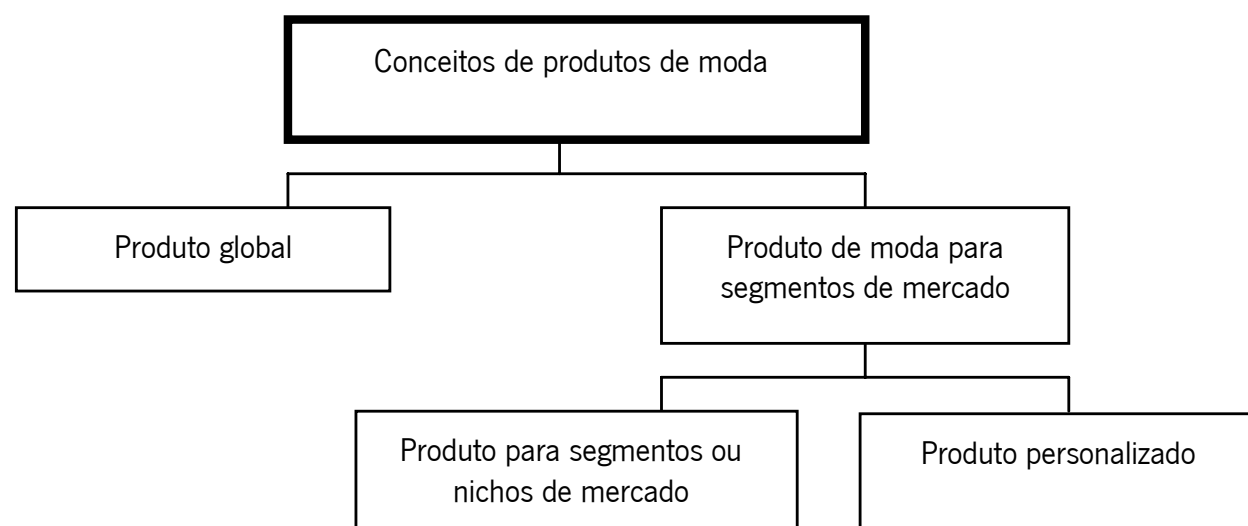 Conceitos de produtos de moda
Produto global
Produto de moda para
segmentos de mercado
Produto para segmentos ou
nichos de mercado
Produto personalizado